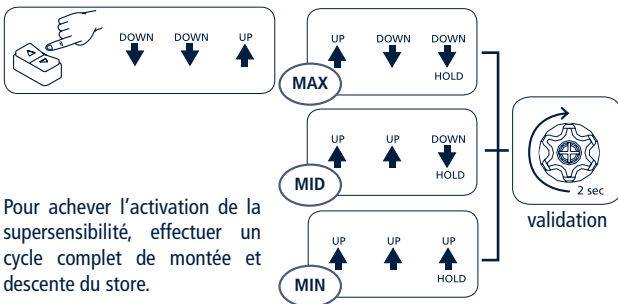 DOWN DOWN UP
UP DOWN DOWN
HOLD
MAX
UP UP DOWN
HOLD
MID
UP UP UP
HOLD
MIN
2 sec
validation
Pour achever l'activation de la
supersensibilité, effectuer un
cycle complet de montée et
descente du store.